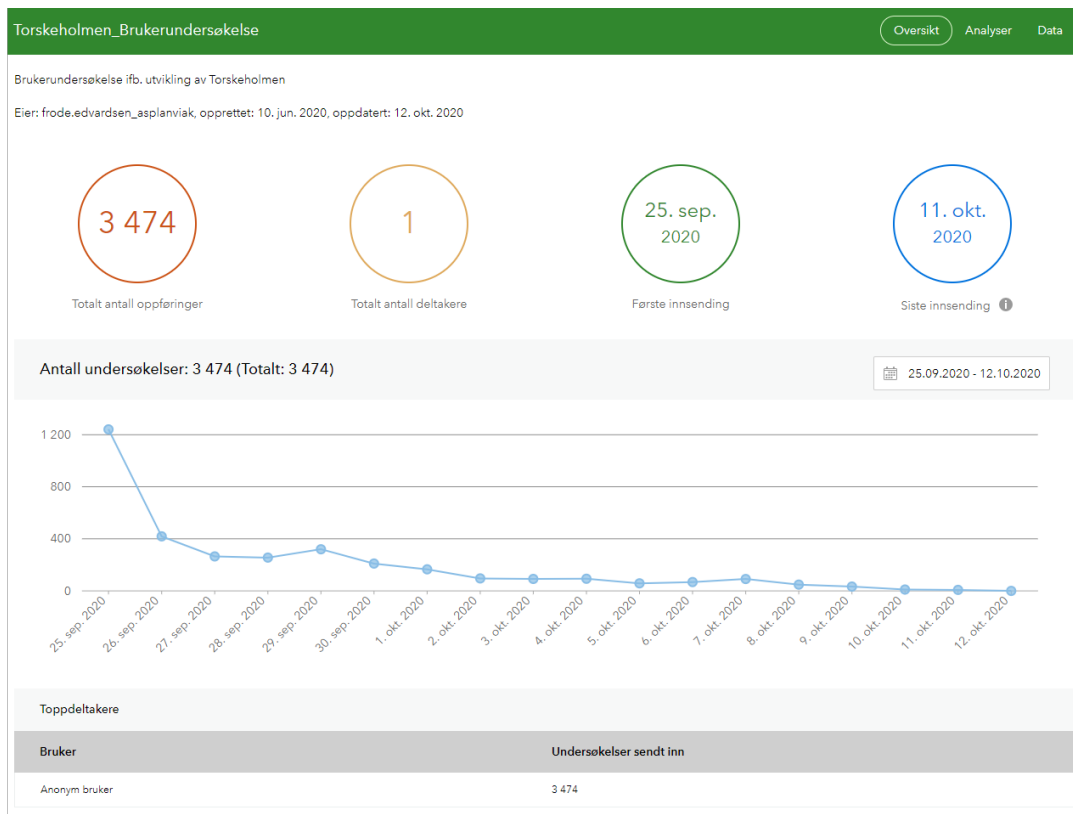 Torskeholmen_Brukerundersøkelse
Oversikt
Analyser
Data
Brukerundersøkelse ifb. utvikling av Torskeholmen
Eier: frode.edvardsen_asplanviak, opprettet: 10. jun. 2020, oppdatert: 12. okt. 2020
3 474
Totalt antall oppføringer
1
Totalt antall deltakere
25. sep.
2020
Første innsending
11. okt.
2020
Siste innsending
Antall undersøkelser: 3 474 (Totalt: 3 474)
25.09.2020 - 12.10.2020
1 200
800
400
0
25. sep. 2020
26. sep. 2020
27. sep. 2020
28. sep. 2020
29. sep. 2020
30. sep. 2020
1. okt. 2020
2. okt. 2020
3. okt. 2020
4. okt. 2020
5. okt. 2020
6. okt. 2020
7. okt. 2020
8. okt. 2020
9. okt. 2020
10. okt. 2020
11. okt. 2020
12. okt. 2020
Toppdeltakere
Bruker Undersøkelser sendt inn
Anonym bruker 3 474